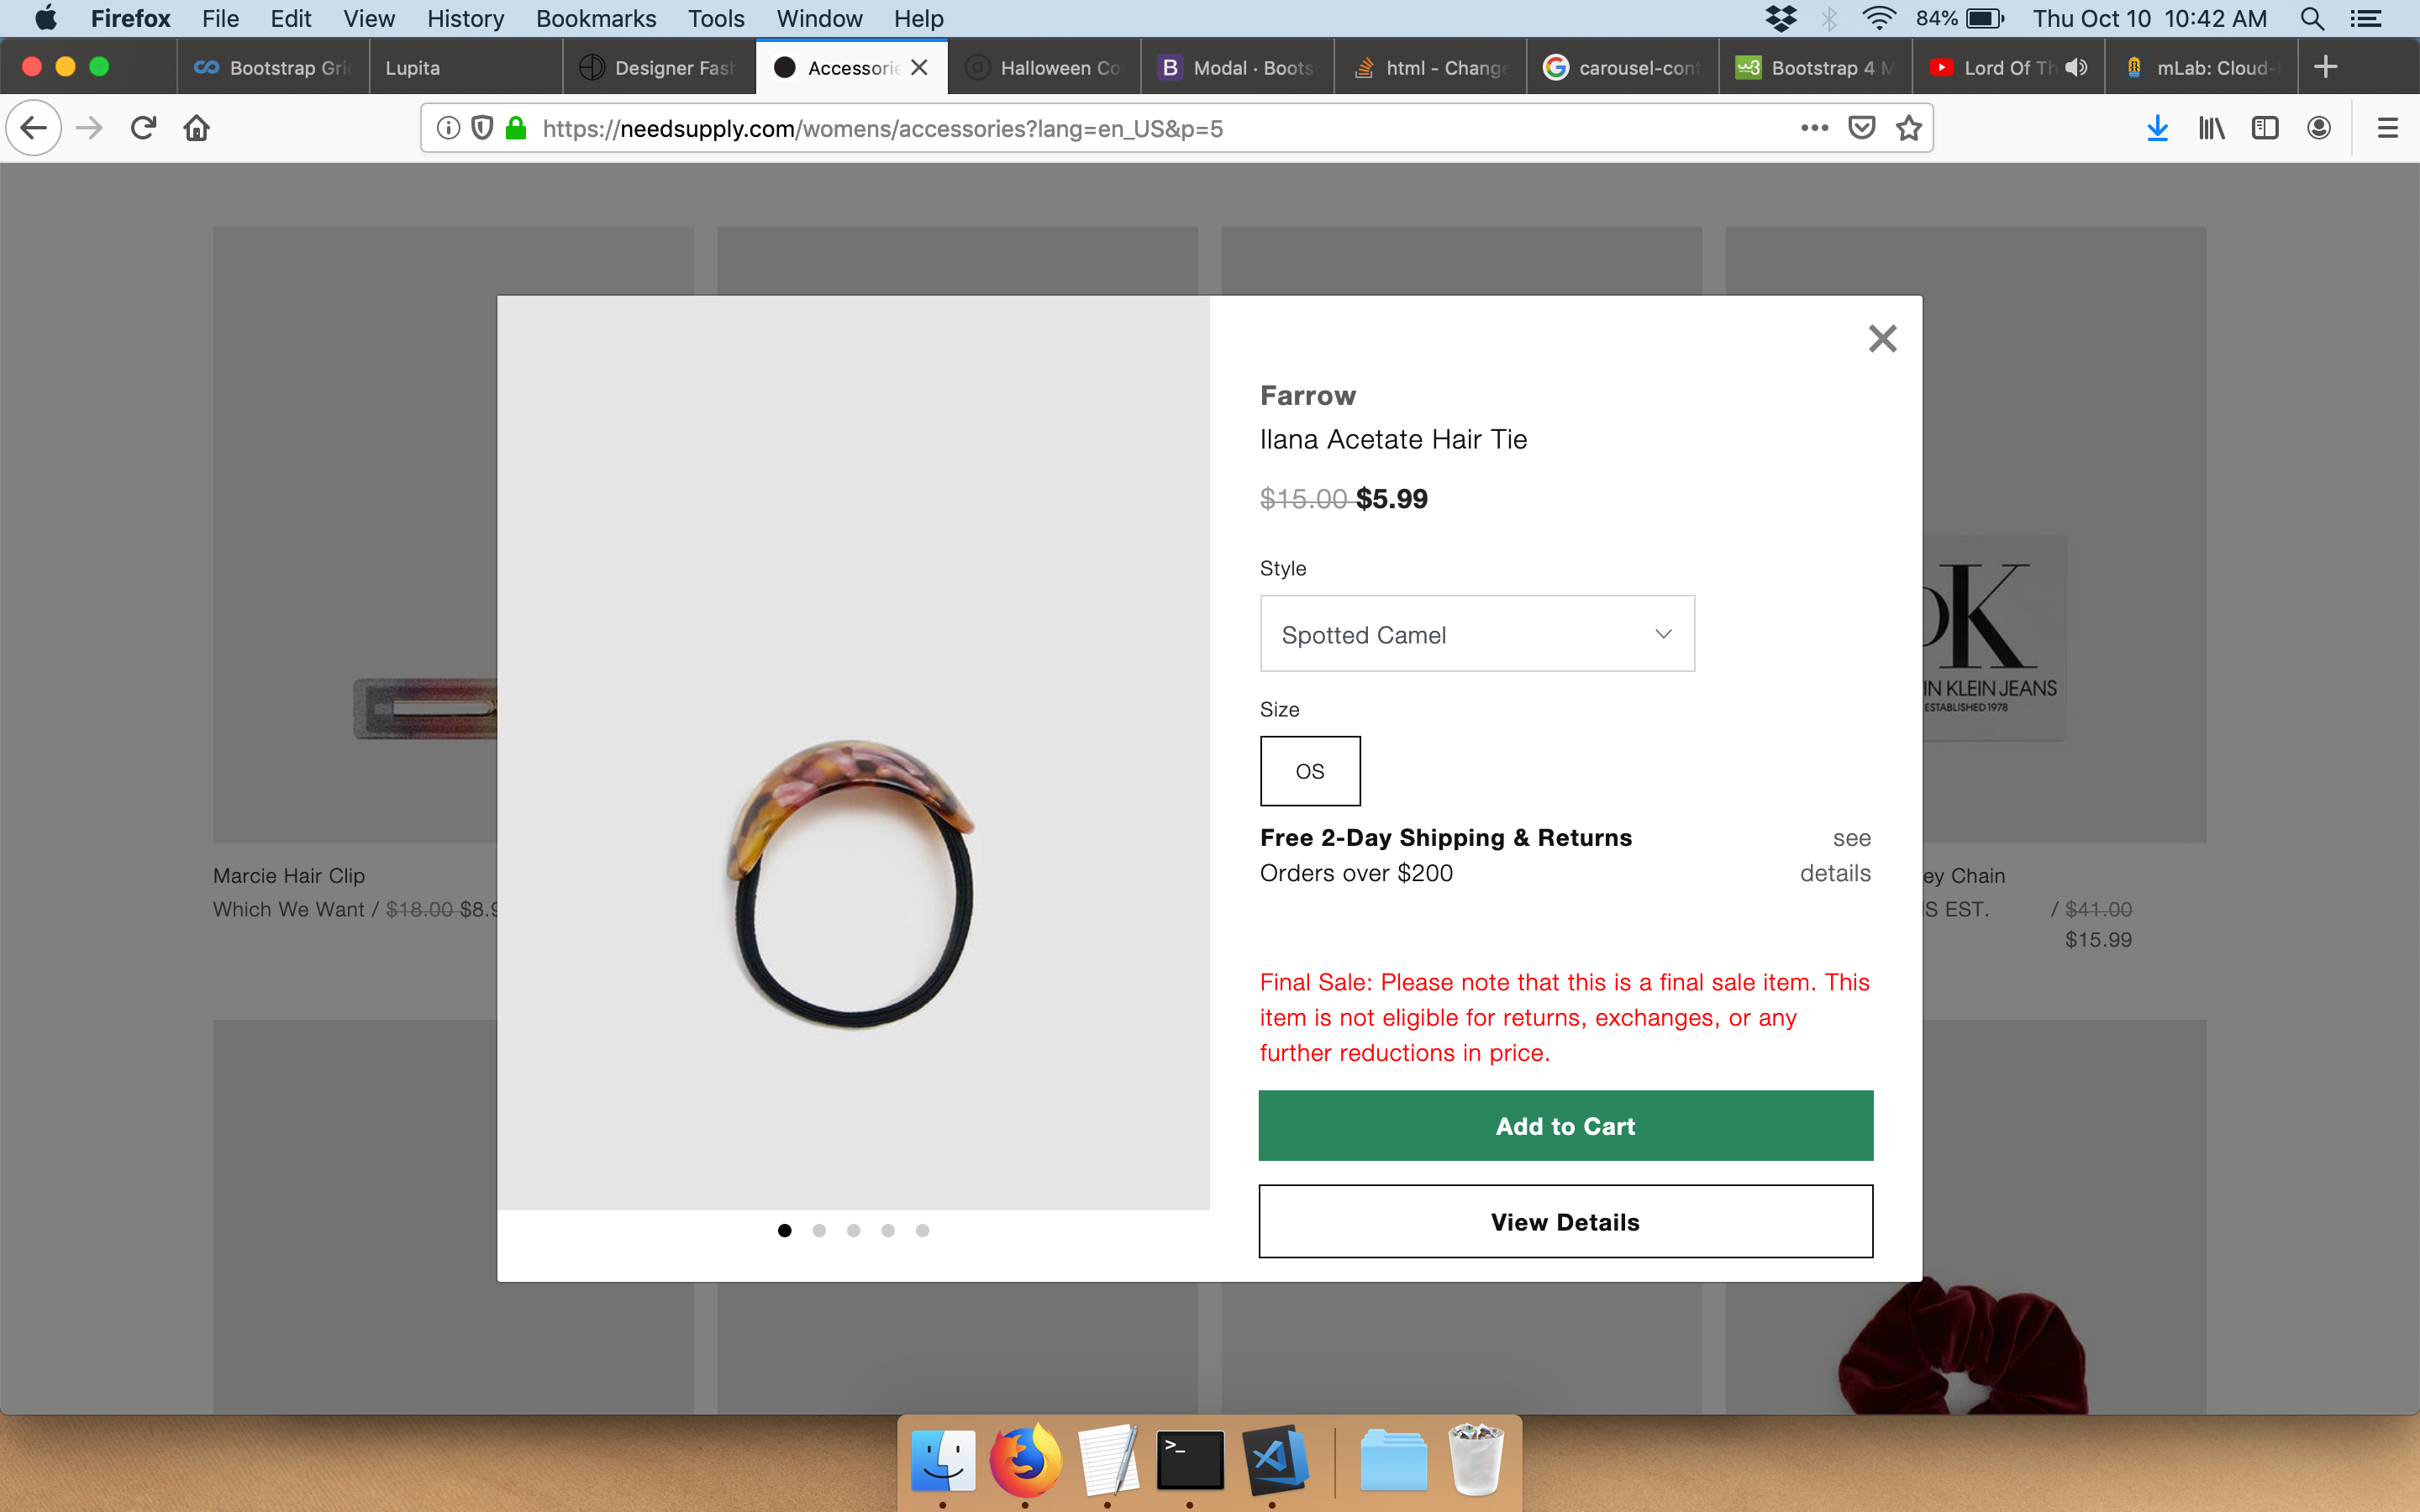 Firefox File Edit View History Bookmarks Tools Window Help 84% Thu Oct 10 10:42 AM
Bootstrap Gri Lupita Designer Fash Accessorie Halloween Co B Modal · Boots html - Change G carousel-cont w3 Bootstrap 4 M Lord Of Th mLab: Cloud-
https://needsupply.com/womens/accessories?lang=en_US&p=5
Farrow
Ilana Acetate Hair Tie
$15.00 $5.99
Style
Spotted Camel
Size
OS
Free 2-Day Shipping & Returns
Orders over $200
see
details
Final Sale: Please note that this is a final sale item. This
item is not eligible for returns, exchanges, or any
further reductions in price.
Add to Cart
View Details
Marcie Hair Clip
Which We Want / $18.00 $8.9
K
IN KLEIN JEANS
ESTABLISHED 1978
ey Chain
S EST. / $41.00
$15.99
>_